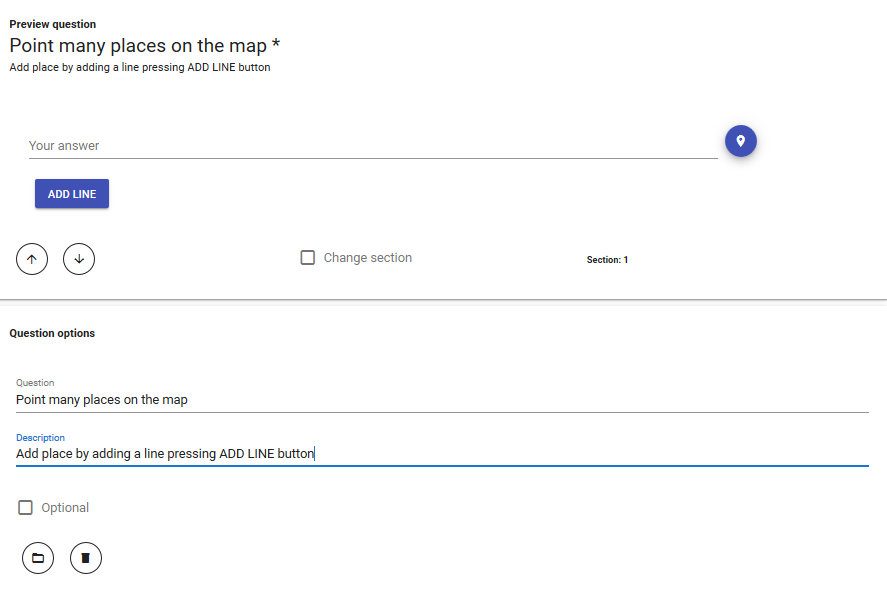 Preview question
Point many places on the map *
Add place by adding a line pressing ADD LINE button
Your answer
ADD LINE
Change section
Section: 1
Question options
Question
Point many places on the map
Description
Add place by adding a line pressing ADD LINE button
Optional